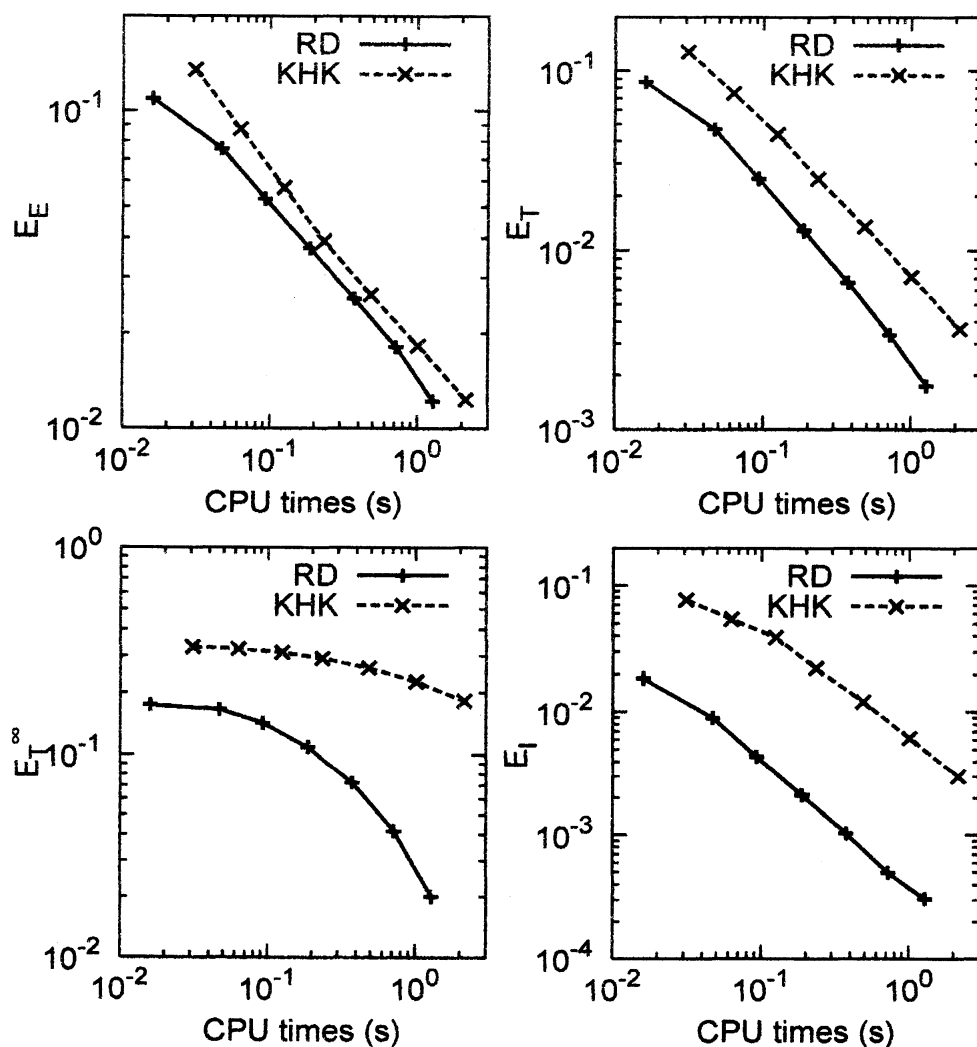 RD
KHK
10^-1
10^-2
E_E
10^-2
10^-1
10^0
CPU times (s)
RD
KHK
10^-1
10^-2
10^-3
E_T
10^-2
10^-1
10^0
CPU times (s)
RD
KHK
10^0
10^-1
10^-2
E_T^∞
10^-2
10^-1
10^0
CPU times (s)
RD
KHK
10^-1
10^-2
10^-3
10^-4
E_I
10^-2
10^-1
10^0
CPU times (s)